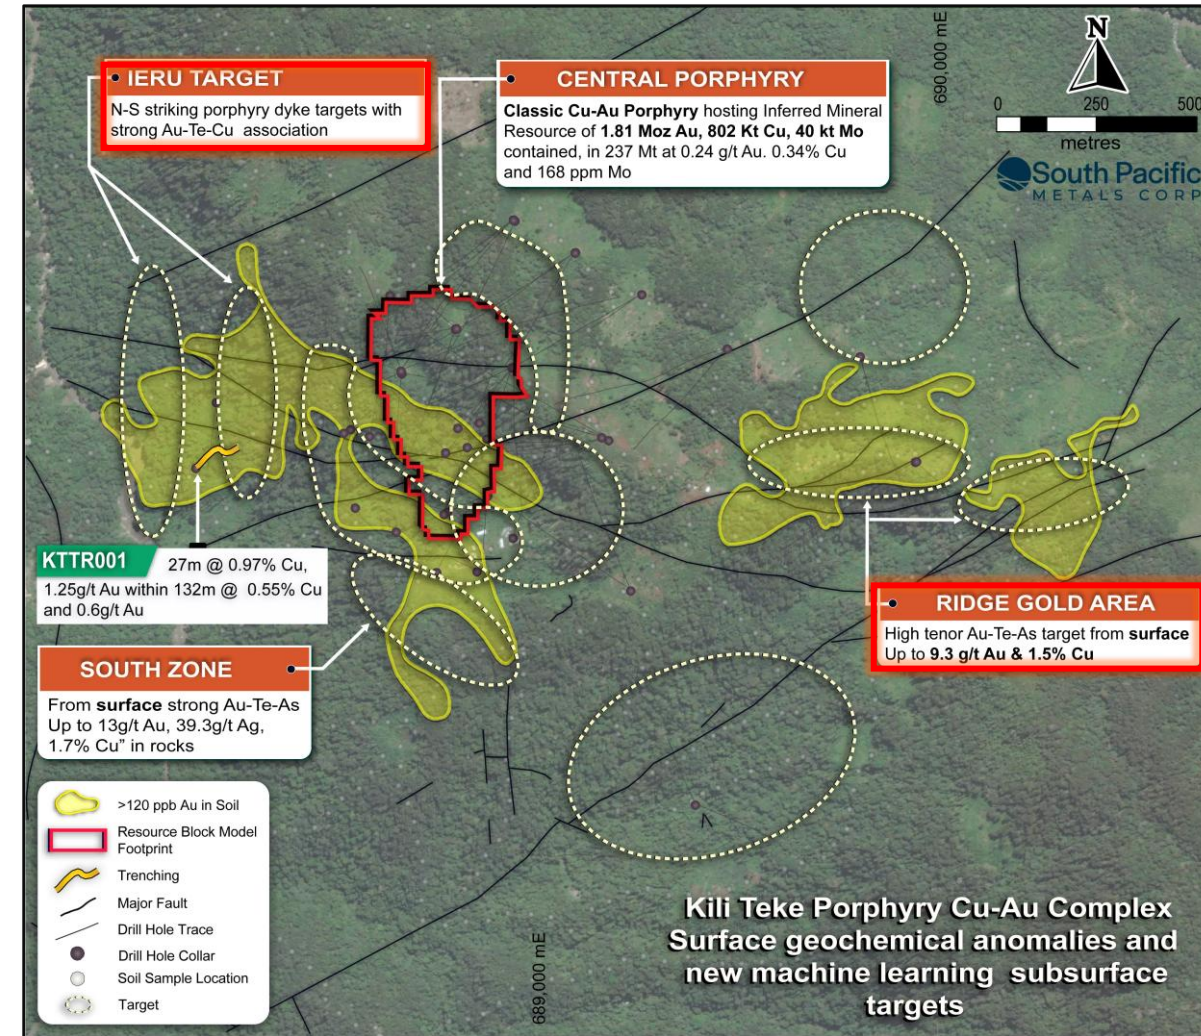 IERU TARGET
N-S striking porphyry dyke targets with
strong Au-Te-Cu association
CENTRAL PORPHYRY
Classic Cu-Au Porphyry hosting Inferred Mineral
Resource of 1.81 Moz Au, 802 Kt Cu, 40 kt Mo
contained, in 237 Mt at 0.24 g/t Au. 0.34% Cu
and 168 ppm Mo
690,000 mE
N
0 250 500
metres
South Pacific
METALS CORP
KTTR001 27m @ 0.97% Cu,
1.25g/t Au within 132m @ 0.55% Cu
and 0.6g/t Au
RIDGE GOLD AREA
High tenor Au-Te-As target from surface
Up to 9.3 g/t Au & 1.5% Cu
SOUTH ZONE
From surface strong Au-Te-As
Up to 13g/t Au, 39.3g/t Ag,
1.7% Cu" in rocks
>120 ppb Au in Soil
Resource Block Model
Footprint
Trenching
Major Fault
Drill Hole Trace
Drill Hole Collar
Soil Sample Location
Target
689,000 mE
Kili Teke Porphyry Cu-Au Complex
Surface geochemical anomalies and
new machine learning subsurface
targets